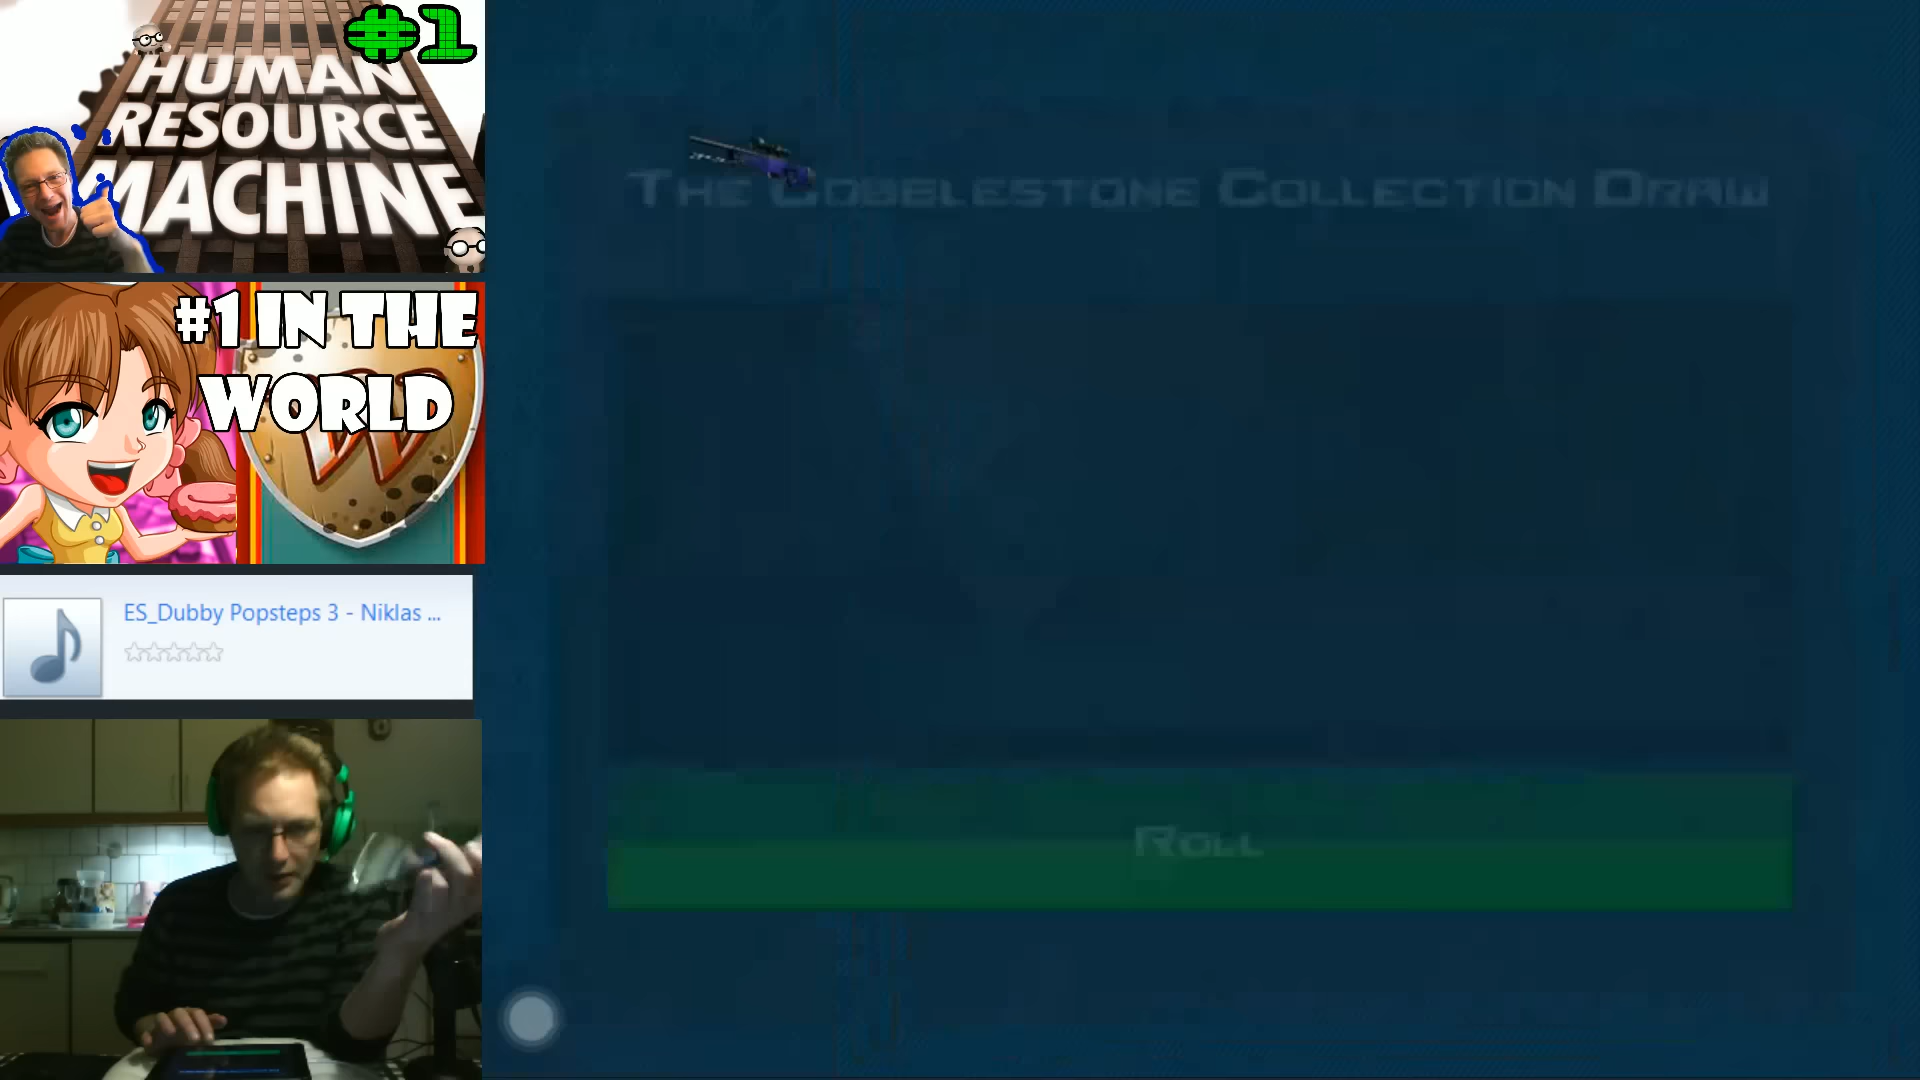 #1
HUMAN
RESOURCE
MACHINE
#1 IN THE
WORLD
ES_Dubby Popsteps 3 - Niklas ...
The Cobblestone Collection Draw
Roll